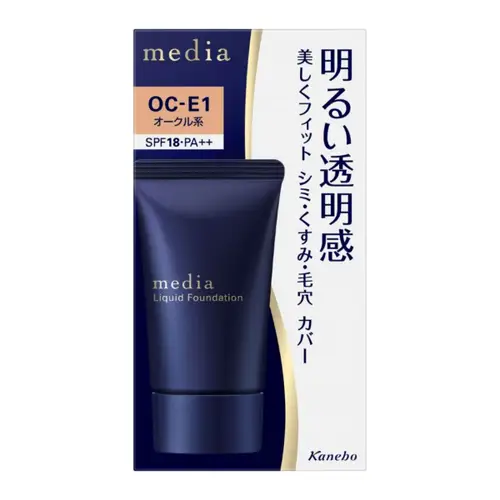 media
OC-E1
オークル系
SPF18・PA++
media
Liquid Foundation
明るい透明感
美しくフィット シミ・くすみ・毛穴 カバー
Kanebo